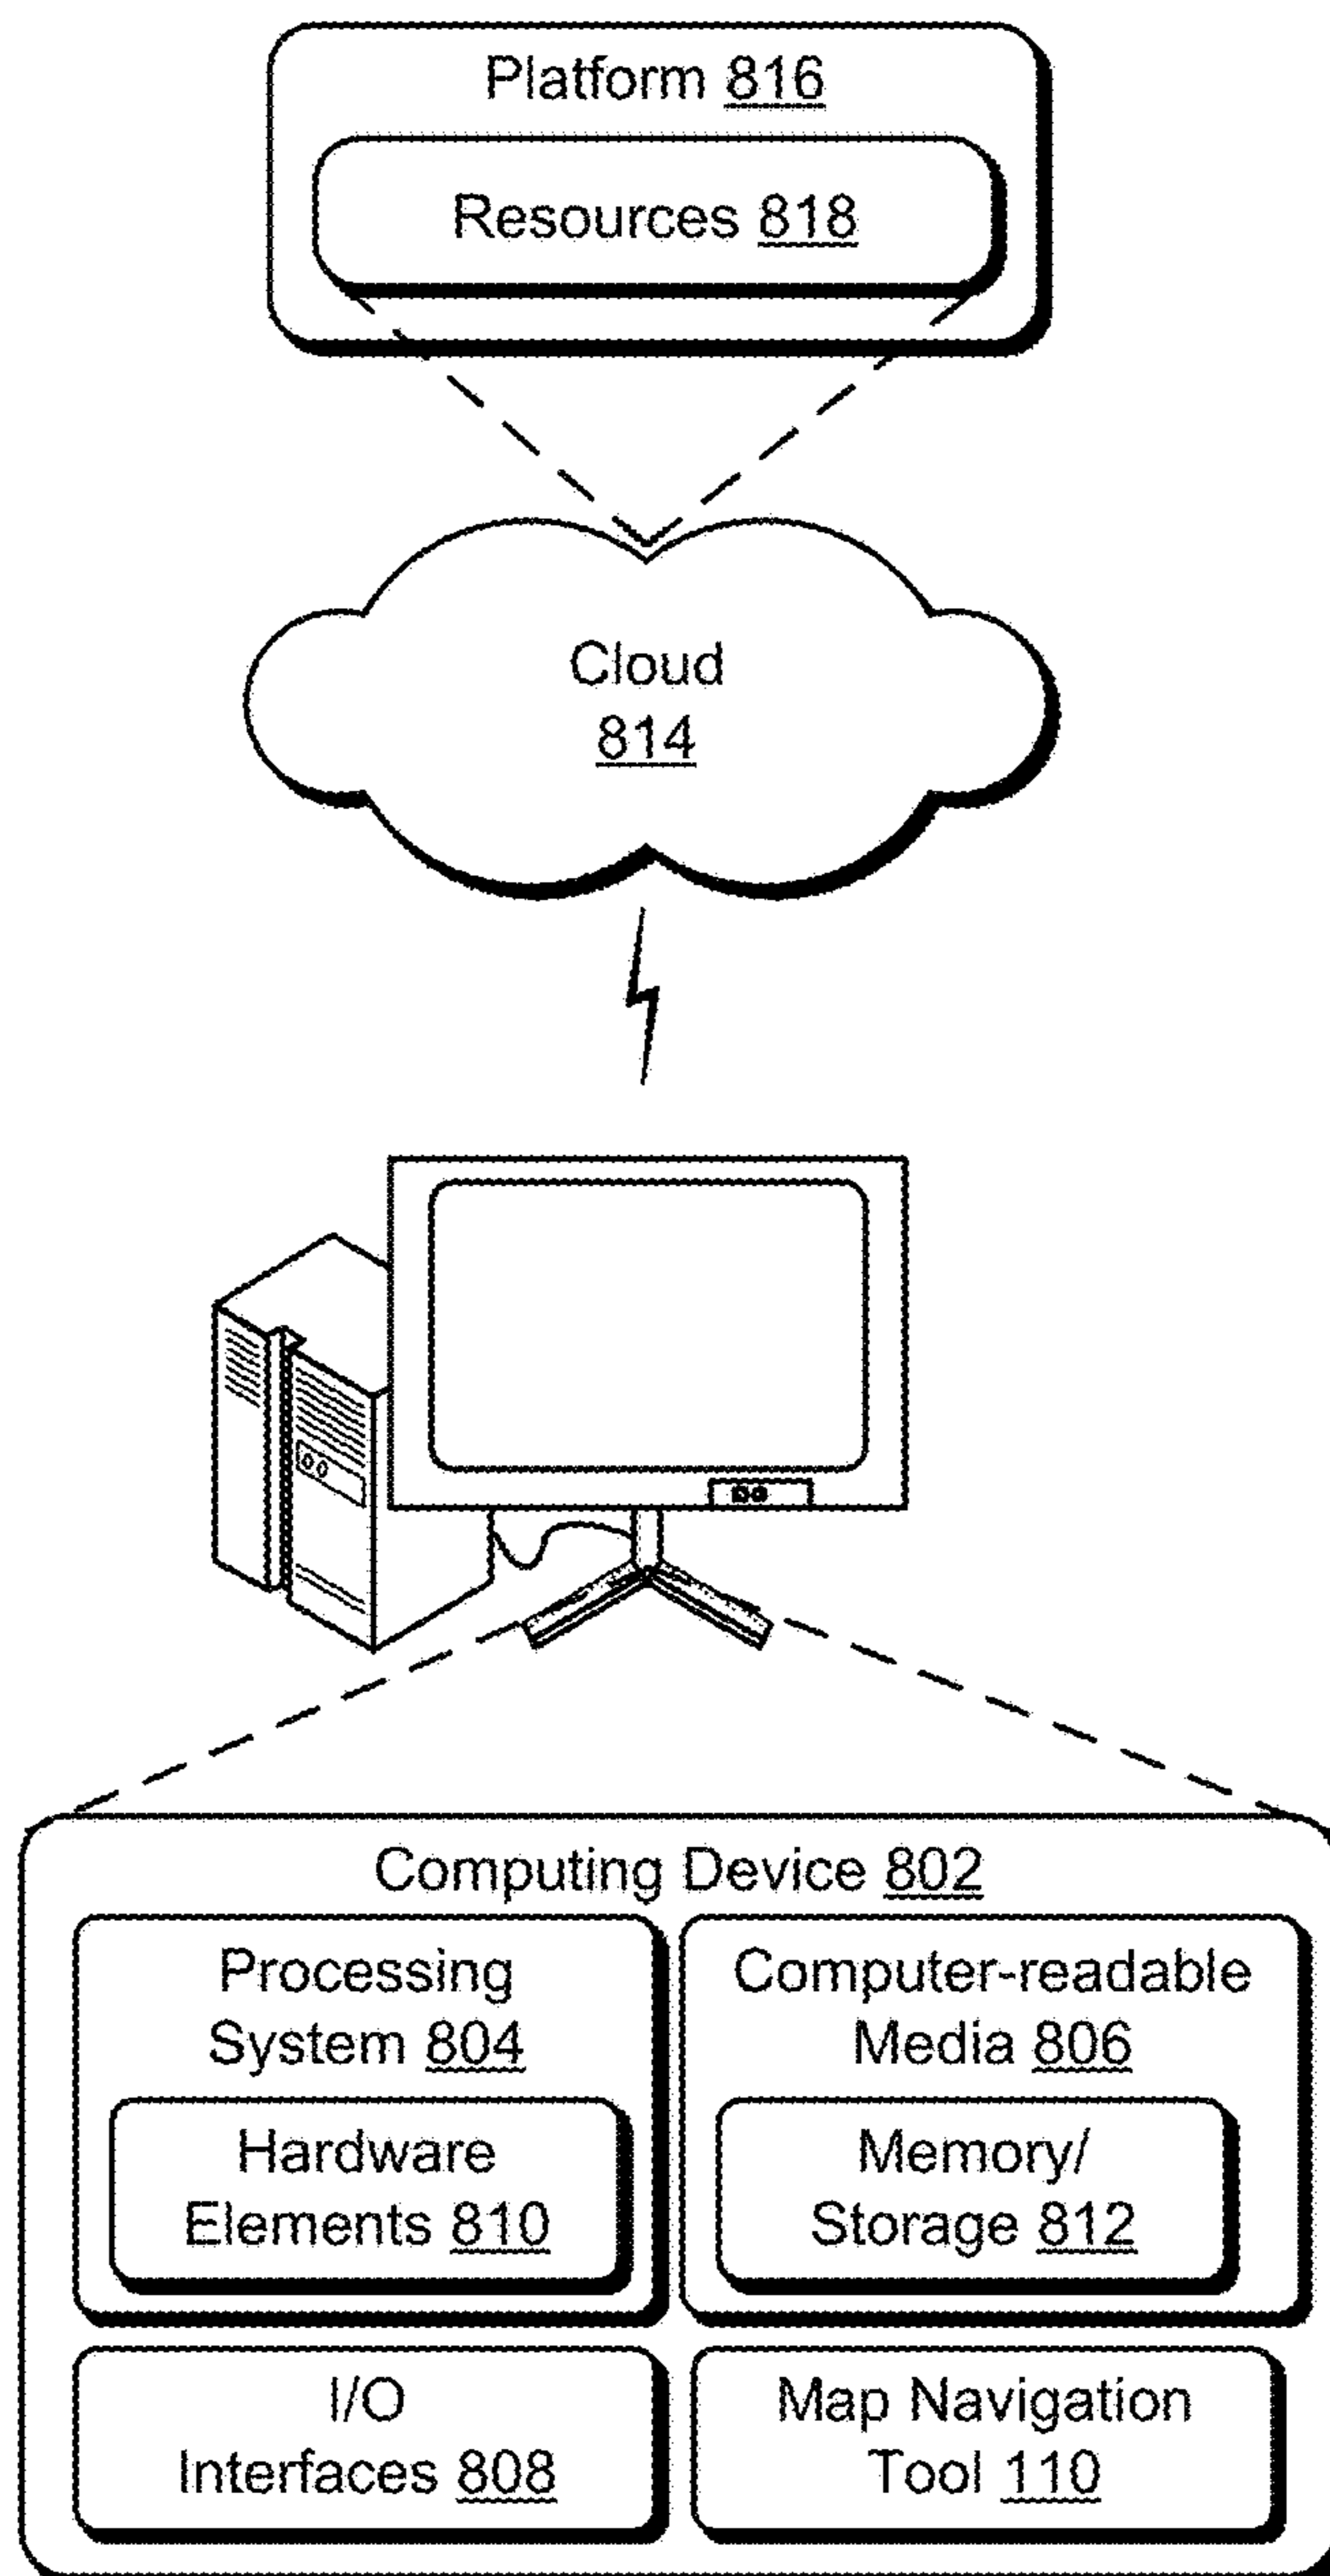 Platform 816
Resources 818
Cloud
814
Computing Device 802
Processing
System 804
Hardware
Elements 810
Computer-readable
Media 806
Memory/
Storage 812
I/O
Interfaces 808
Map Navigation
Tool 110